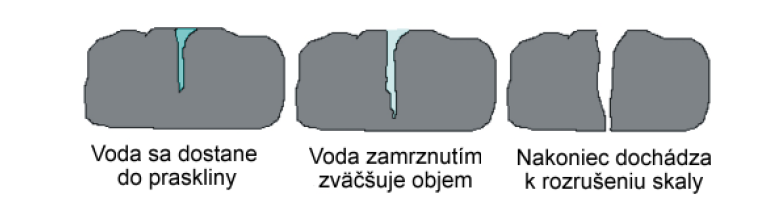 Voda sa dostane
do praskliny
Voda zamrznutím
zväčšuje objem
Nakoniec dochádza
k rozrušeniu skaly